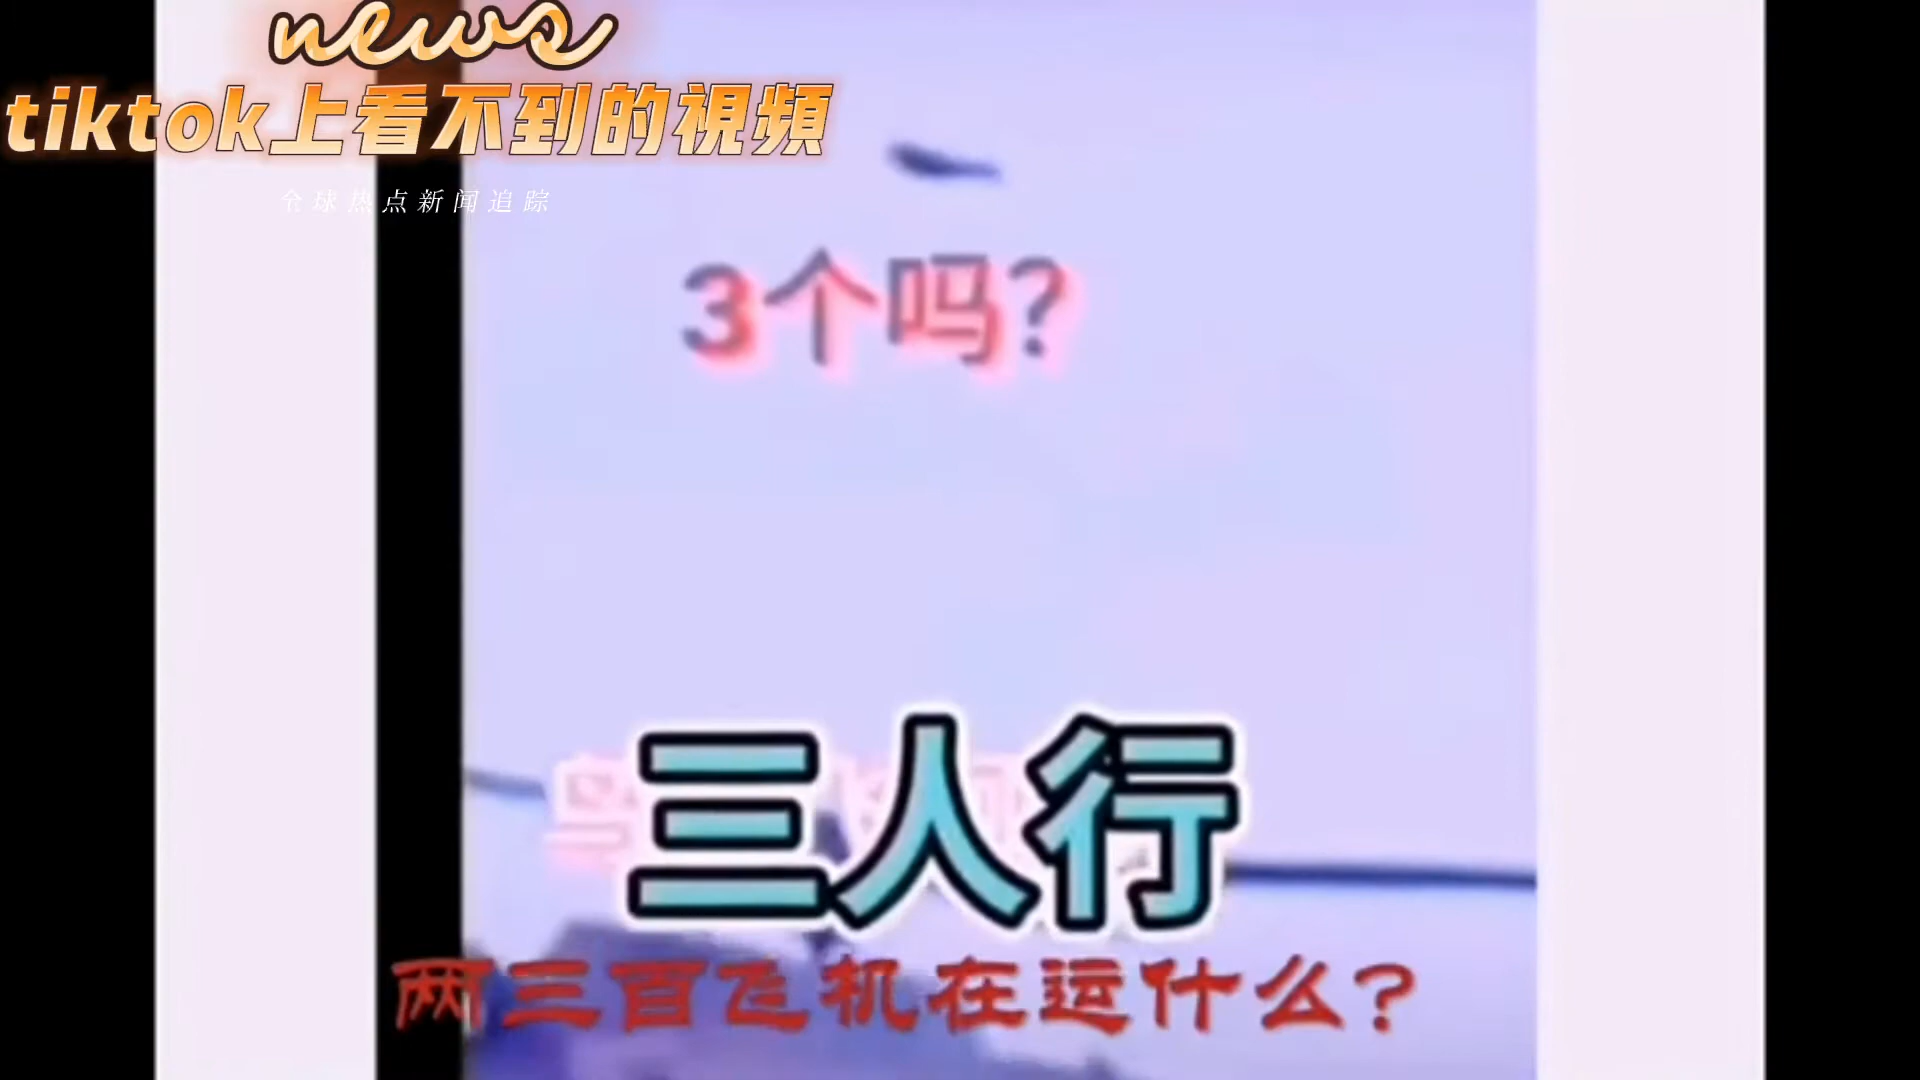 news
tiktok上看不到的視頻
全球热点新闻追踪
3个吗?
三人行
两三百飞机在运什么?